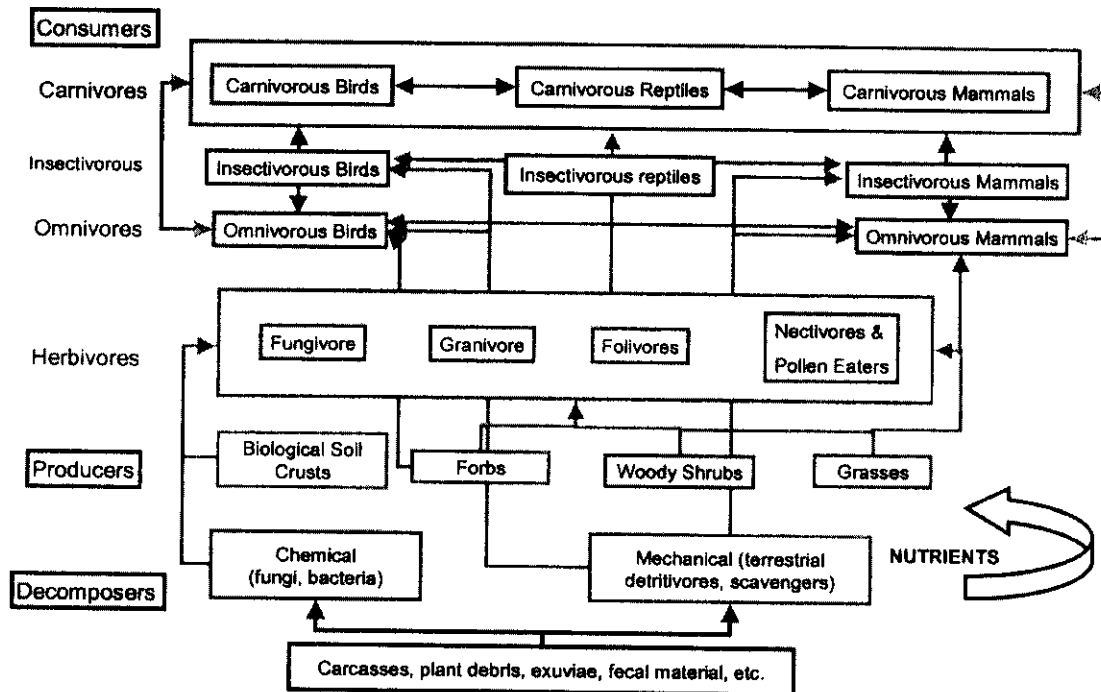 Consumers
Carnivores
Carnivorous Birds
Carnivorous Reptiles
Carnivorous Mammals
Insectivorous
Insectivorous Birds
Insectivorous reptiles
Insectivorous Mammals
Omnivores
Omnivorous Birds
Omnivorous Mammals
Herbivores
Fungivore
Granivore
Folivores
Nectivores &
Pollen Eaters
Producers
Biological Soil
Crusts
Forbs
Woody Shrubs
Grasses
Decomposers
Chemical
(fungi, bacteria)
Mechanical (terrestrial
detritivores, scavengers)
NUTRIENTS
Carcasses, plant debris, exuviae, fecal material, etc.